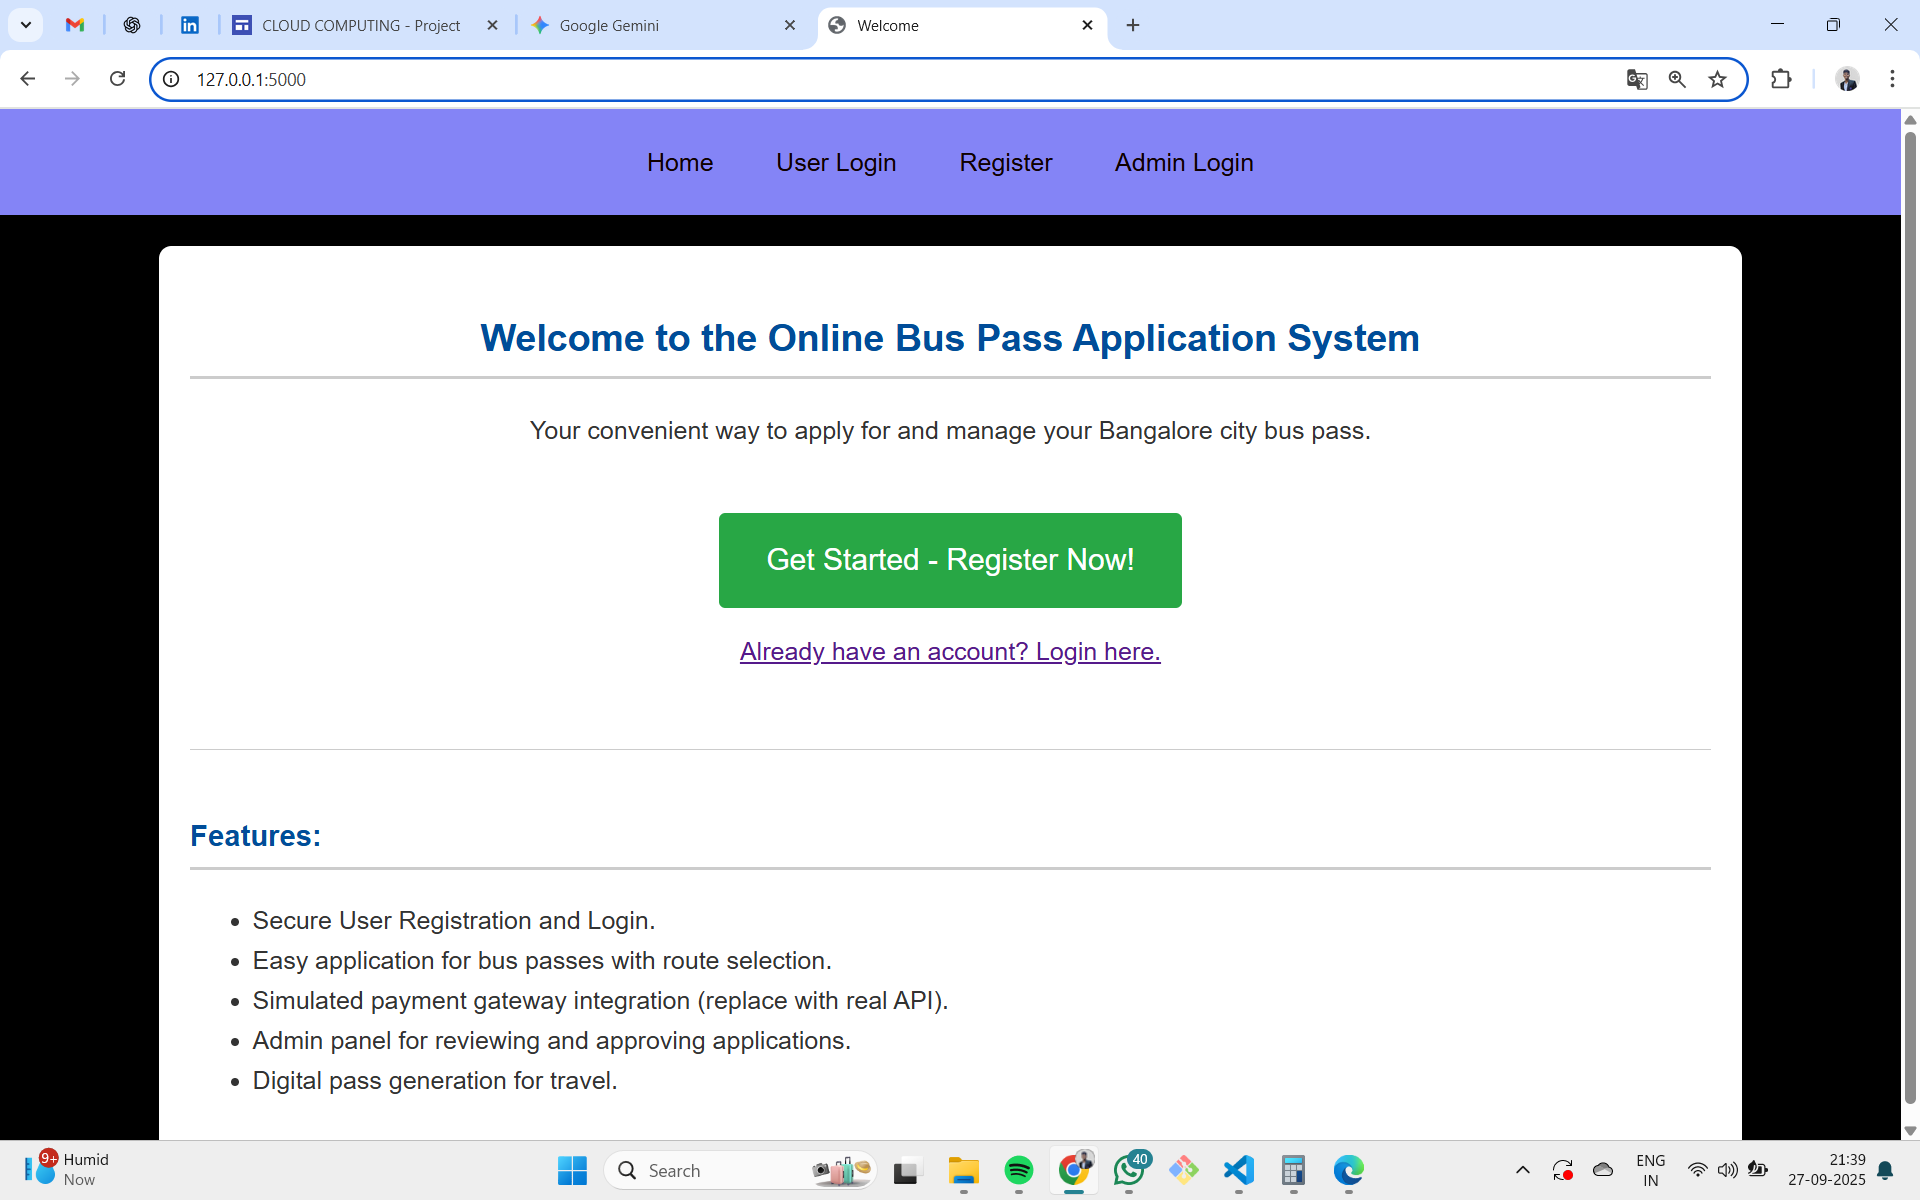 CLOUD COMPUTING - Project
Google Gemini
Welcome
127.0.0.1:5000
Home
User Login
Register
Admin Login
Welcome to the Online Bus Pass Application System
Your convenient way to apply for and manage your Bangalore city bus pass.
Get Started - Register Now!
Already have an account? Login here.
Features:
• Secure User Registration and Login.
• Easy application for bus passes with route selection.
• Simulated payment gateway integration (replace with real API).
• Admin panel for reviewing and approving applications.
• Digital pass generation for travel.
9+
Humid
Now
Search
40
ENG
IN
21:39
27-09-2025